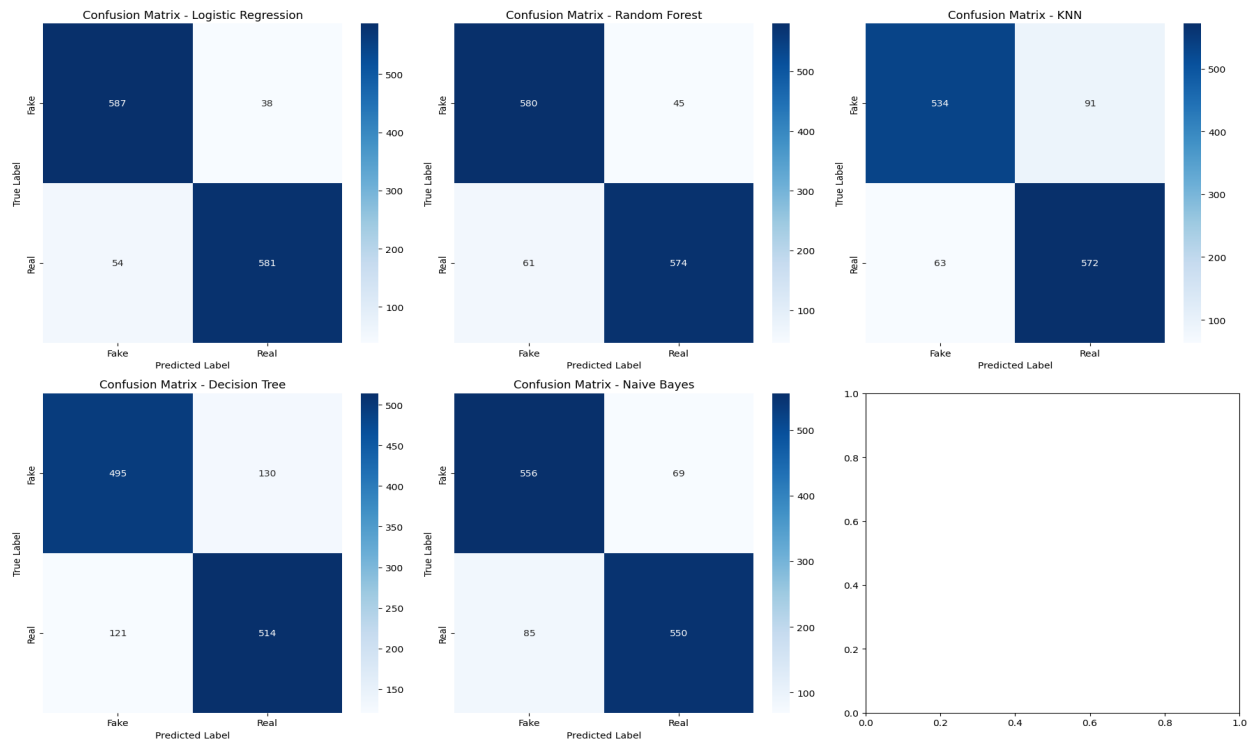 Confusion Matrix - Logistic Regression
Fake
587
38
True Label
Real
54
581
Fake
Real
Predicted Label
500
400
300
200
100
Confusion Matrix - Random Forest
Fake
580
45
True Label
Real
61
574
Fake
Real
Predicted Label
500
400
300
200
100
Confusion Matrix - KNN
Fake
534
91
True Label
Real
63
572
Fake
Real
Predicted Label
500
400
300
200
100
Confusion Matrix - Decision Tree
Fake
495
130
True Label
Real
121
514
Fake
Real
Predicted Label
500
450
400
350
300
250
200
150
Confusion Matrix - Naive Bayes
Fake
556
69
True Label
Real
85
550
Fake
Real
Predicted Label
500
400
300
200
100
1.0
0.8
0.6
0.4
0.2
0.0
0.0
0.2
0.4
0.6
0.8
1.0